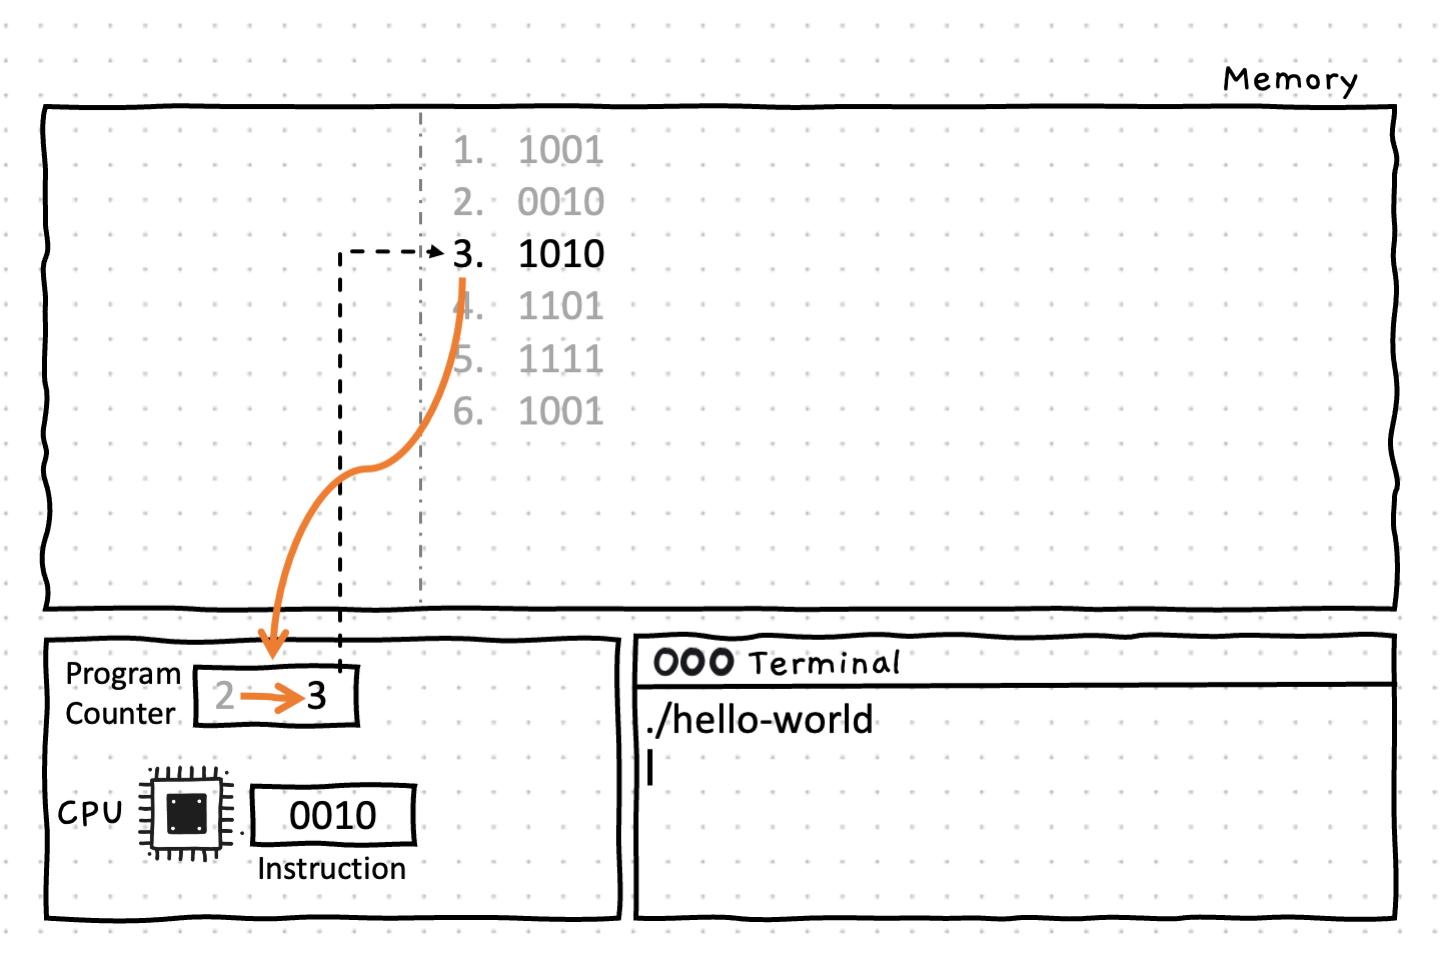 Memory
1. 1001
2. 0010
3. 1010
4. 1101
5. 1111
6. 1001
Program
Counter
2 3
CPU
0010
Instruction
Terminal
./hello-world